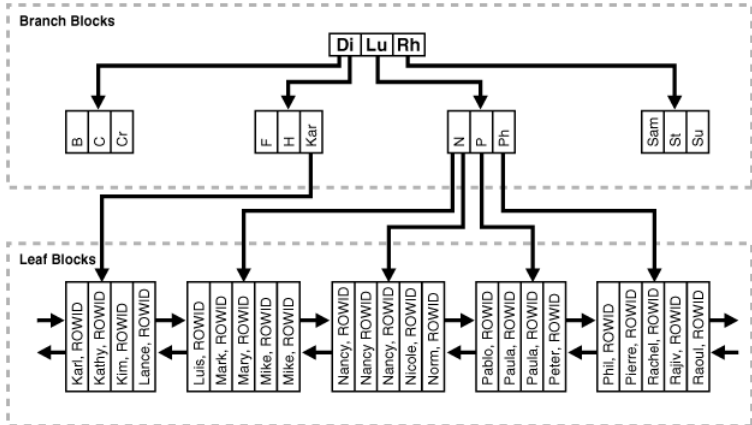 Branch Blocks
Di Lu Rh
B C Cr
F H Kar
N P Ph
Sam St Su
Leaf Blocks
Karl, ROWID
Kathy, ROWID
Kim, ROWID
Lance, ROWID
Luis, ROWID
Mark, ROWID
Mary, ROWID
Mike, ROWID
Mike, ROWID
Nancy, ROWID
Nancy ROWID
Nancy, ROWID
Nicole, ROWID
Norm, ROWID
Pablo, ROWID
Paula, ROWID
Paula, ROWID
Peter, ROWID
Phil, ROWID
Pierre, ROWID
Rachel, ROWID
Rajiv, ROWID
Raoul, ROWID